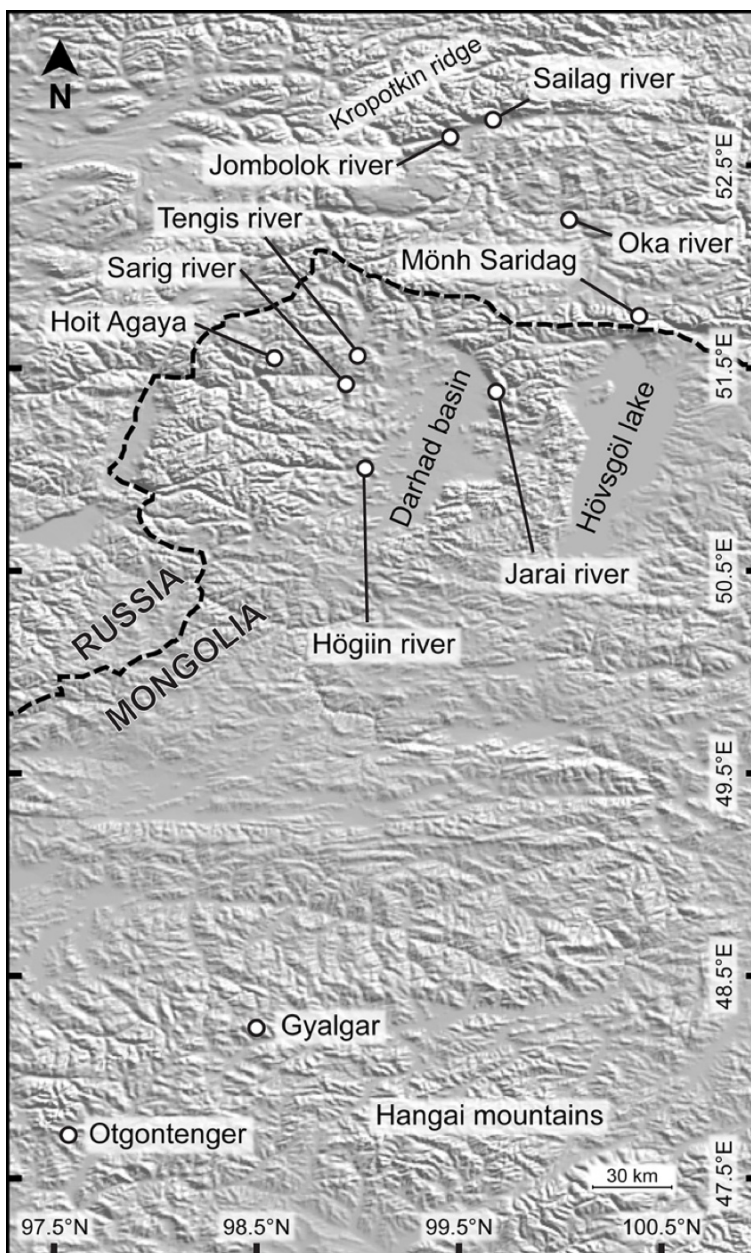 N
Kropotkin ridge
Sailag river
Jombolok river
52.5°E
Tengis river
Oka river
Sarig river
Mönh Saridag
Hoit Agaya
51.5°E
Darhad basin
Hövsgöl lake
Jarai river
50.5°E
RUSSIA
Högiin river
MONGOLIA
49.5°E
48.5°E
Gyalgar
Hangai mountains
Otgontenger
30 km
47.5°E
97.5°N
98.5°N
99.5°N
100.5°N